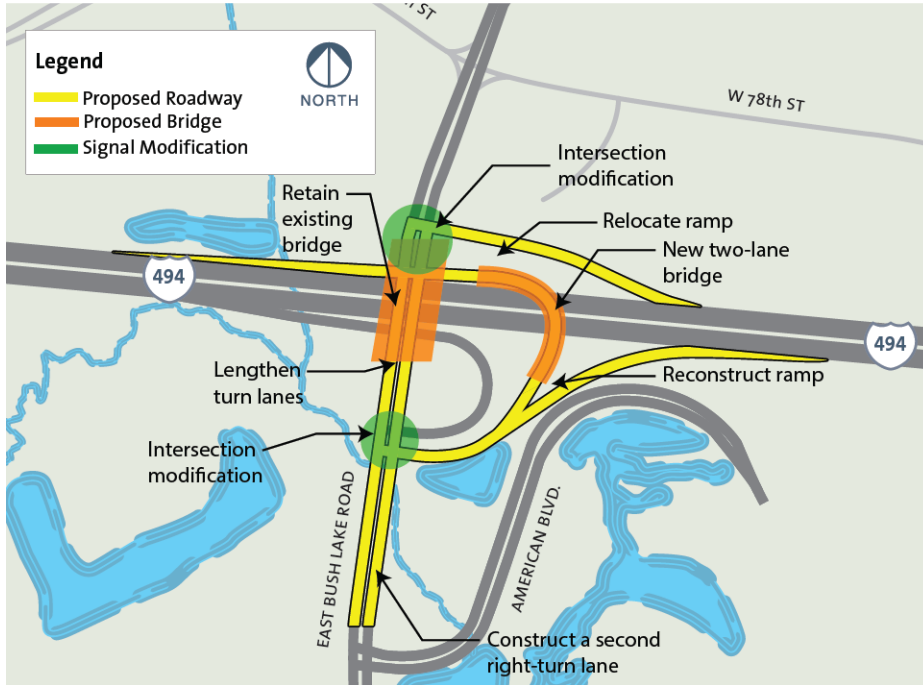 ST
Legend
NORTH
Proposed Roadway
Proposed Bridge
Signal Modification
W 78th ST
Intersection
modification
Retain
existing
bridge
Relocate ramp
New two-lane
bridge
494
494
Lengthen
turn lanes
Reconstruct ramp
Intersection
modification
EAST BUSH LAKE ROAD
AMERICAN BLVD.
Construct a second
right-turn lane